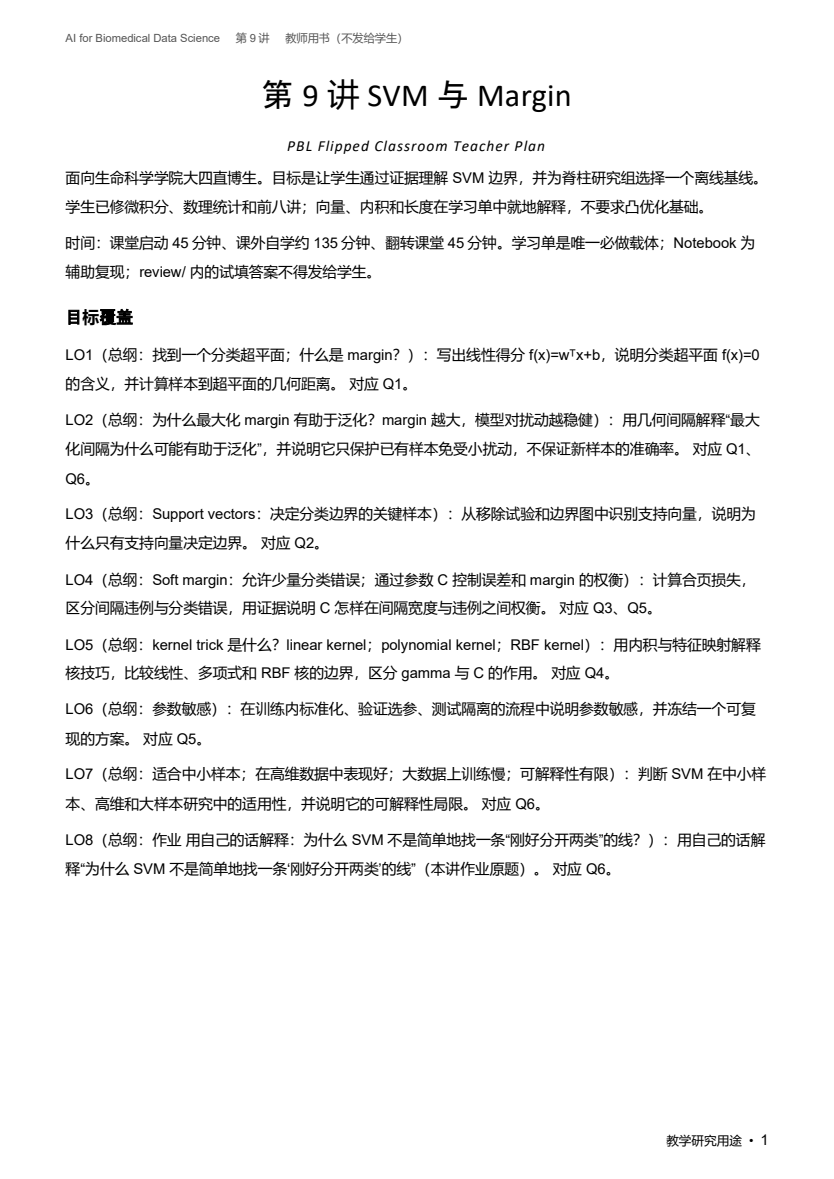 AI for Biomedical Data Science 第 9 讲 教师用书（不发给学生）
第 9 讲 SVM 与 Margin
PBL Flipped Classroom Teacher Plan
面向生命科学学院大四直博生。目标是让学生通过证据理解 SVM 边界，并为脊柱研究组选择一个离线基线。
学生已修微积分、数理统计和前八讲；向量、内积和长度在学习单中就地解释，不要求凸优化基础。
时间：课堂启动 45 分钟、课外自学约 135 分钟、翻转课堂 45 分钟。学习单是唯一必做载体；Notebook 为
辅助复现；review/ 内的试填答案不得发给学生。
目标覆盖
LO1（总纲：找到一个分类超平面；什么是 margin？）：写出线性得分 f(x)=wᵀx+b，说明分类超平面 f(x)=0
的含义，并计算样本到超平面的几何距离。 对应 Q1。
LO2（总纲：为什么最大化 margin 有助于泛化？margin 越大，模型对扰动越稳健）：用几何间隔解释“最大
化间隔为什么可能有助于泛化”，并说明它只保护已有样本免受小扰动，不保证新样本的准确率。 对应 Q1、
Q6。
LO3（总纲：Support vectors：决定分类边界的关键样本）：从移除试验和边界图中识别支持向量，说明为
什么只有支持向量决定边界。 对应 Q2。
LO4（总纲：Soft margin：允许少量分类错误；通过参数 C 控制误差和 margin 的权衡）：计算合页损失，
区分间隔违例与分类错误，用证据说明 C 怎样在间隔宽度与违例之间权衡。 对应 Q3、Q5。
LO5（总纲：kernel trick 是什么？linear kernel；polynomial kernel；RBF kernel）：用内积与特征映射解释
核技巧，比较线性、多项式和 RBF 核的边界，区分 gamma 与 C 的作用。 对应 Q4。
LO6（总纲：参数敏感）：在训练内标准化、验证选参、测试隔离的流程中说明参数敏感，并冻结一个可复
现的方案。 对应 Q5。
LO7（总纲：适合中小样本；在高维数据中表现好；大数据上训练慢；可解释性有限）：判断 SVM 在中小样
本、高维和大样本研究中的适用性，并说明它的可解释性局限。 对应 Q6。
LO8（总纲：作业 用自己的话解释：为什么 SVM 不是简单地找一条“刚好分开两类”的线？）：用自己的话解
释“为什么 SVM 不是简单地找一条‘刚好分开两类’的线”（本讲作业原题）。 对应 Q6。
教学研究用途 • 1